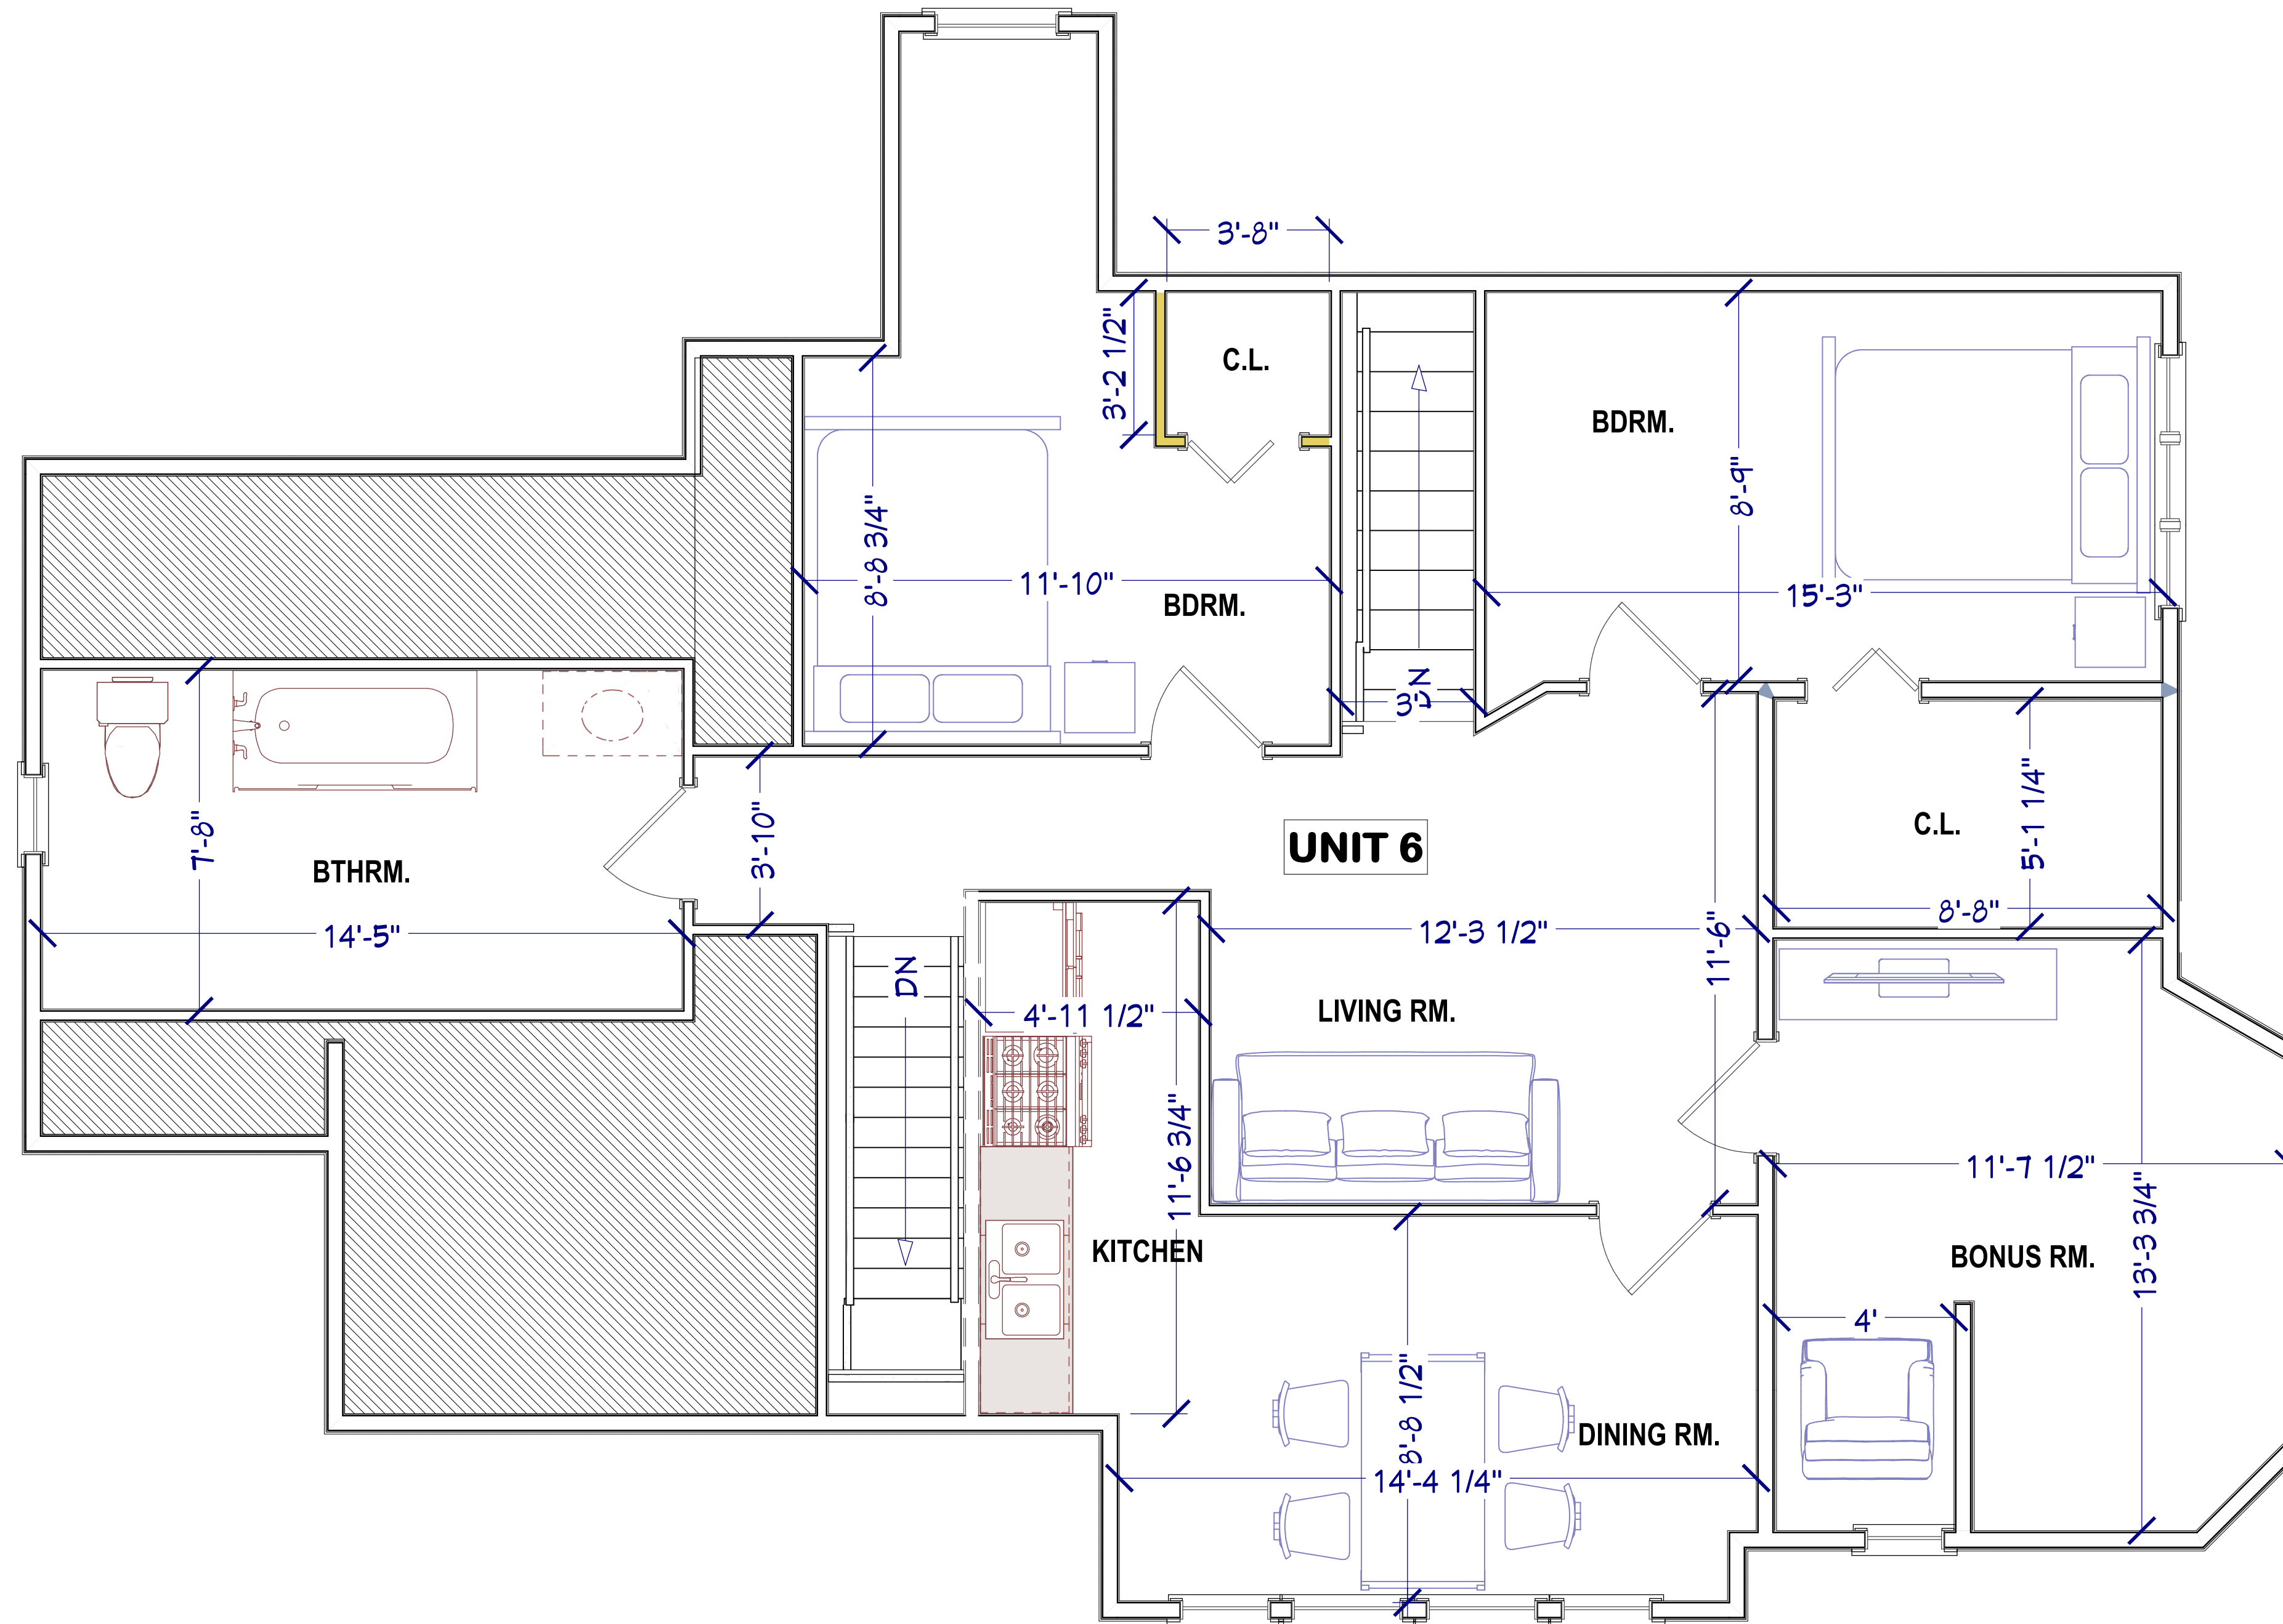 3'-8"
3'-2 1/2"
C.L.
BDRM.
8'-9"
8'-8 3/4"
11'-10"
BDRM.
15'-3"
DN
3'
7'-8"
BTHRM.
3'-10"
UNIT 6
C.L.
5'-1 1/4"
8'-8"
14'-5"
12'-3 1/2"
11'-6"
DN
4'-11 1/2"
LIVING RM.
11'-6 3/4"
11'-7 1/2"
KITCHEN
BONUS RM.
13'-3 3/4"
4'
8'-8 1/2"
DINING RM.
14'-4 1/4"